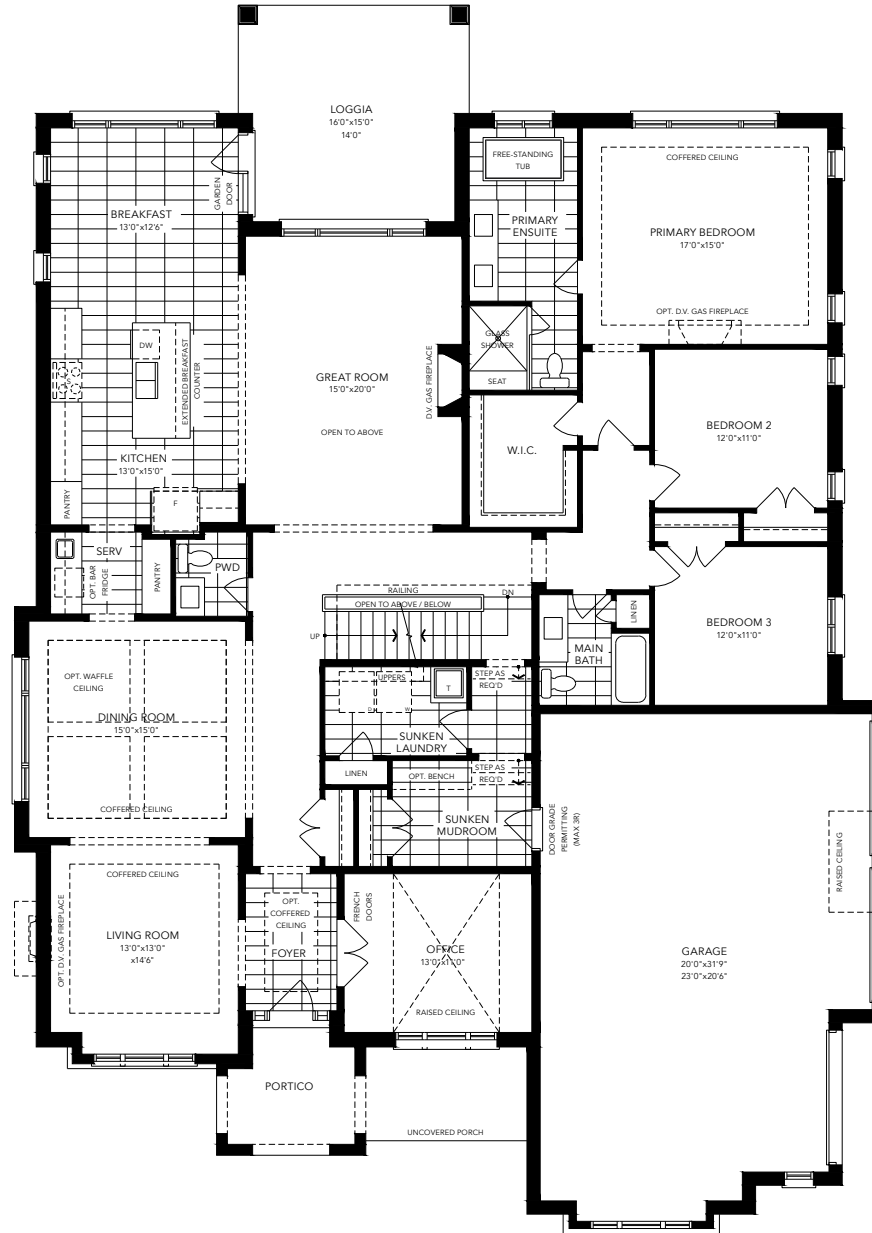 LOGGIA
16'0"x15'0"
14'0"
FREE-STANDING
TUB
COFFERED CEILING
GARDEN
DOOR
BREAKFAST
13'0"x12'6"
PRIMARY
ENSUITE
PRIMARY BEDROOM
17'0"x15'0"
OPT. D.V. GAS FIREPLACE
DW
EXTENDED BREAKFAST
COUNTER
GLASS
SHOWER
SEAT
GREAT ROOM
15'0"x20'0"
D.V. GAS FIREPLACE
OPEN TO ABOVE
BEDROOM 2
12'0"x11'0"
W.I.C.
KITCHEN
13'0"x15'0"
PANTRY
F
SERV
OPT. BAR
FRIDGE
PANTRY
PWD
RAILING
DN
OPEN TO ABOVE / BELOW
UP
LINEN
BEDROOM 3
12'0"x11'0"
MAIN
BATH
OPT. WAFFLE
CEILING
UPPERS
T
STEP AS
REQ'D
D
W
DINING ROOM
15'0"x15'0"
SUNKEN
LAUNDRY
LINEN
OPT. BENCH
STEP AS
REQ'D
COFFERED CEILING
SUNKEN
MUDROOM
DOOR GRADE
PERMITTING
(MAX 3R)
RAISED CEILING
COFFERED CEILING
OPT. D.V. GAS FIREPLACE
LIVING ROOM
13'0"x13'0"
x14'6"
OPT.
COFFERED
CEILING
FOYER
FRENCH
DOORS
OFFICE
13'0"x11'0"
RAISED CEILING
GARAGE
20'0"x31'9"
23'0"x20'6"
PORTICO
UNCOVERED PORCH